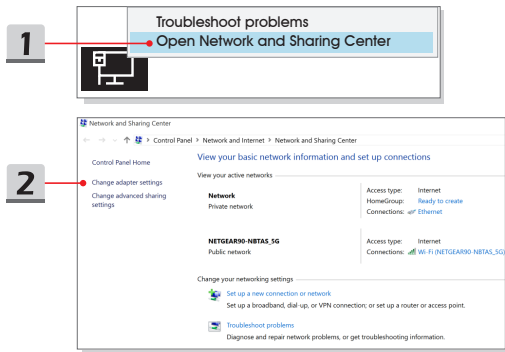 Troubleshoot problems
1
Open Network and Sharing Center
Network and Sharing Center
Control Panel > Network and Internet > Network and Sharing Center
2
Control Panel Home
Change adapter settings
Change advanced sharing
settings
View your basic network information and set up connections
View your active networks
Network
Private network
Access type: Internet
HomeGroup: Ready to create
Connections: Ethernet
NETGEAR90-NBTAS_5G
Public network
Access type: Internet
Connections: Wi-Fi (NETGEAR90-NBTAS_5G)
Change your networking settings
Set up a new connection or network
Set up a broadband, dial-up, or VPN connection; or set up a router or access point.
Troubleshoot problems
Diagnose and repair network problems, or get troubleshooting information.